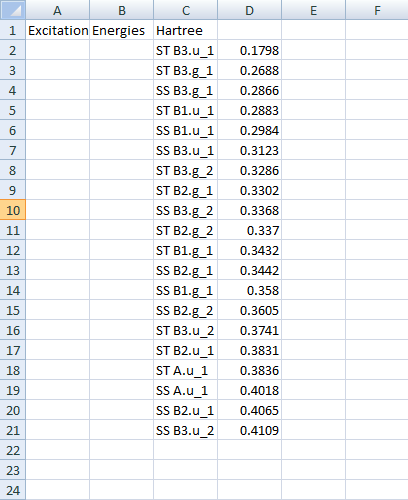 A B C D E F
1 Excitation Energies Hartree
2 ST B3.u_1 0.1798
3 ST B3.g_1 0.2688
4 SS B3.g_1 0.2866
5 ST B1.u_1 0.2883
6 SS B1.u_1 0.2984
7 SS B3.u_1 0.3123
8 ST B3.g_2 0.3286
9 ST B2.g_1 0.3302
10 SS B3.g_2 0.3368
11 ST B2.g_2 0.337
12 ST B1.g_1 0.3432
13 SS B2.g_1 0.3442
14 SS B1.g_1 0.358
15 SS B2.g_2 0.3605
16 ST B3.u_2 0.3741
17 ST B2.u_1 0.3831
18 ST A.u_1 0.3836
19 SS A.u_1 0.4018
20 SS B2.u_1 0.4065
21 SS B3.u_2 0.4109
22
23
24